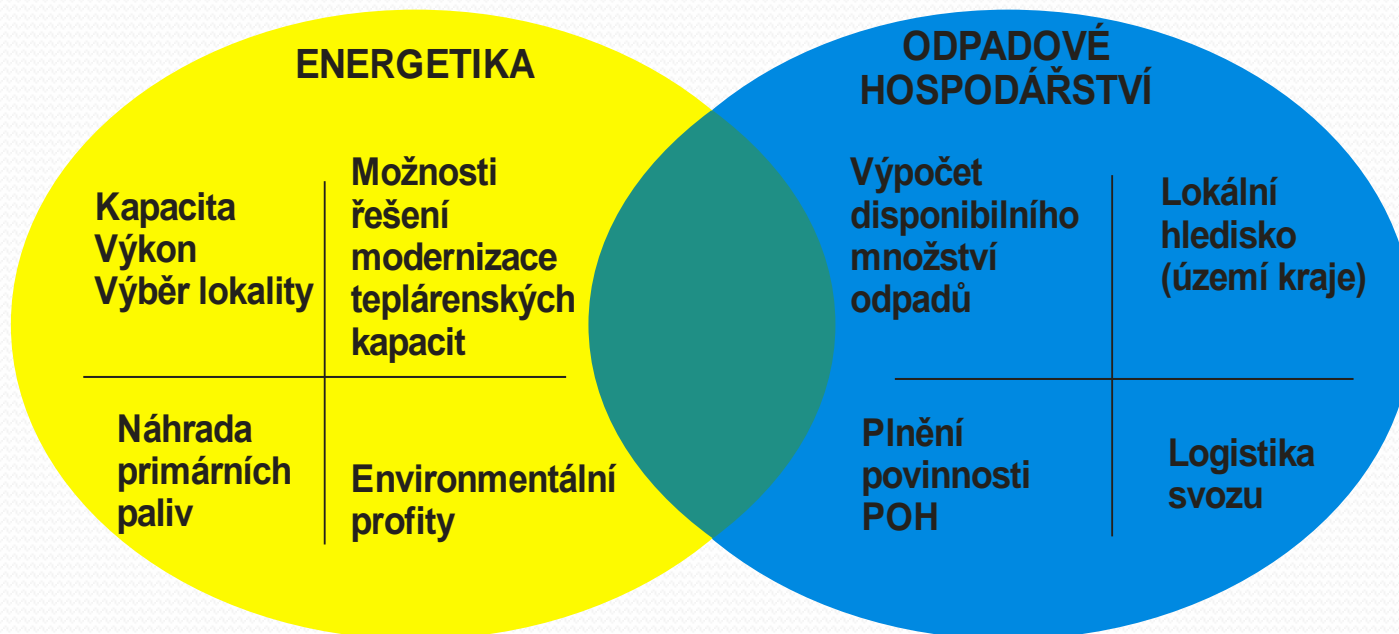 ENERGETIKA
Kapacita
Výkon
Výběr lokality
Možnosti
řešení
modernizace
teplárenských
kapacit
Náhrada
primárních
paliv
Environmentální
profity
ODPADOVÉ
HOSPODÁŘSTVÍ
Výpočet
disponibilního
množství
odpadů
Lokální
hledisko
(území kraje)
Plnění
povinnosti
POH
Logistika
svozu